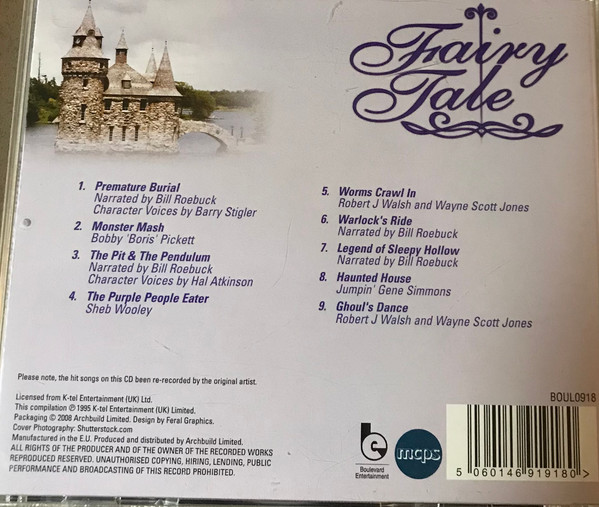 Fairy
Tale
1. Premature Burial
Narrated by Bill Roebuck
Character Voices by Barry Stigler
2. Monster Mash
Bobby 'Boris' Pickett
3. The Pit & The Pendulum
Narrated by Bill Roebuck
Character Voices by Hal Atkinson
4. The Purple People Eater
Sheb Wooley
5. Worms Crawl In
Robert J Walsh and Wayne Scott Jones
6. Warlock's Ride
Narrated by Bill Roebuck
7. Legend of Sleepy Hollow
Narrated by Bill Roebuck
8. Haunted House
Jumpin' Gene Simmons
9. Ghoul's Dance
Robert J Walsh and Wayne Scott Jones
Please note, the hit songs on this CD been re-recorded by the original artist.
Licensed from K-tel Entertainment (UK) Ltd.
This compilation ℗ 1995 K-tel Entertainment (UK) Limited.
Packaging © 2008 Archbuild Limited. Design by Feral Graphics.
Cover Photography: Shutterstock.com
Manufactured in the E.U. Produced and distributed by Archbuild Limited.
ALL RIGHTS OF THE PRODUCER AND OF THE OWNER OF THE RECORDED WORKS
REPRODUCED RESERVED. UNAUTHORISED COPYING, HIRING, LENDING, PUBLIC
PERFORMANCE AND BROADCASTING OF THIS RECORD PROHIBITED.
be
Boulevard
Entertainment
mcps
BOUL0918
5 060146 919180 >